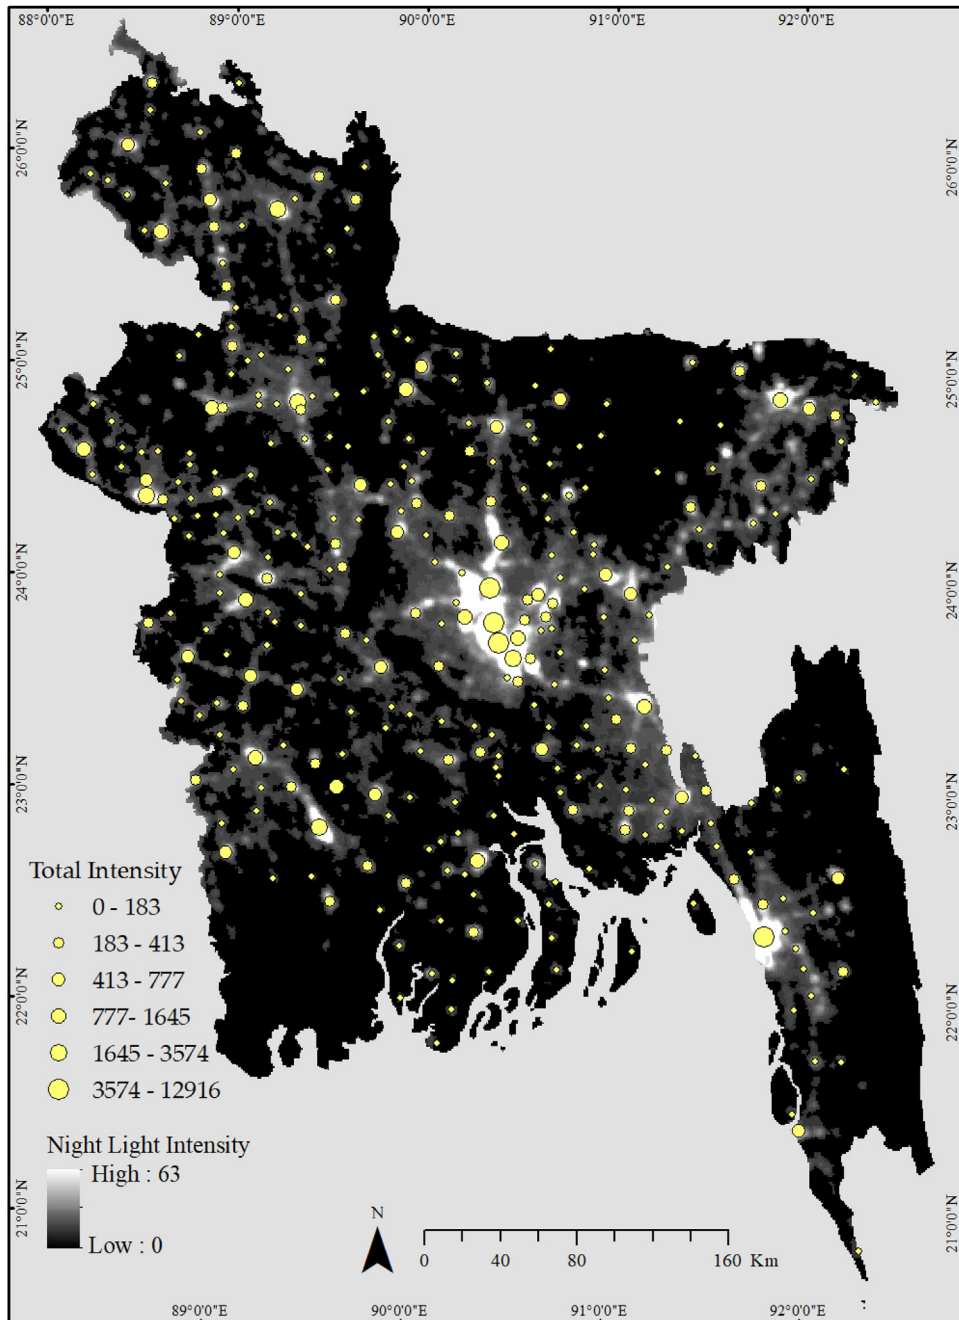 88°0'0"E 89°0'0"E 90°0'0"E 91°0'0"E 92°0'0"E
26°0'0"N 26°0'0"N
25°0'0"N 25°0'0"N
24°0'0"N 24°0'0"N
23°0'0"N 23°0'0"N
Total Intensity
0 - 183
183 - 413
413 - 777
22°0'0"N 22°0'0"N
777- 1645
1645 - 3574
3574 - 12916
Night Light Intensity
High : 63
Low : 0
21°0'0"N 21°0'0"N
N
0 40 80 160 Km
89°0'0"E 90°0'0"E 91°0'0"E 92°0'0"E